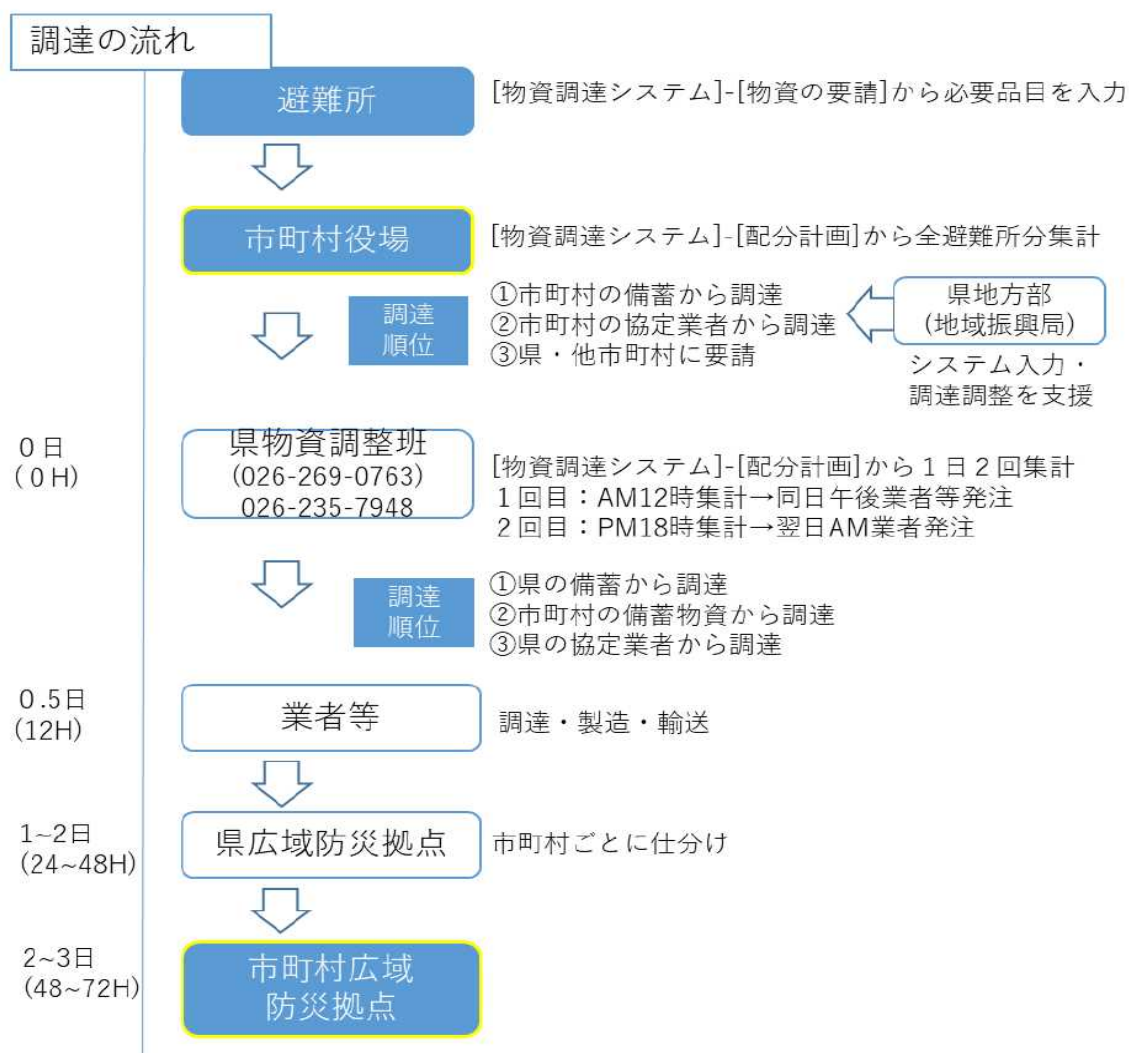 調達の流れ
避難所
[物資調達システム]-[物資の要請]から必要品目を入力
市町村役場
[物資調達システム]-[配分計画]から全避難所分集計
調達
順位
①市町村の備蓄から調達
②市町村の協定業者から調達
③県・他市町村に要請
県地方部
(地域振興局)
システム入力・
調達調整を支援
0日
(0H)
県物資調整班
(026-269-0763)
026-235-7948
[物資調達システム]-[配分計画]から1日2回集計
1回目:AM12時集計→同日午後業者等発注
2回目:PM18時集計→翌日AM業者発注
調達
順位
①県の備蓄から調達
②市町村の備蓄物資から調達
③県の協定業者から調達
0.5日
(12H)
業者等
調達・製造・輸送
1~2日
(24~48H)
県広域防災拠点
市町村ごとに仕分け
2~3日
(48~72H)
市町村広域
防災拠点